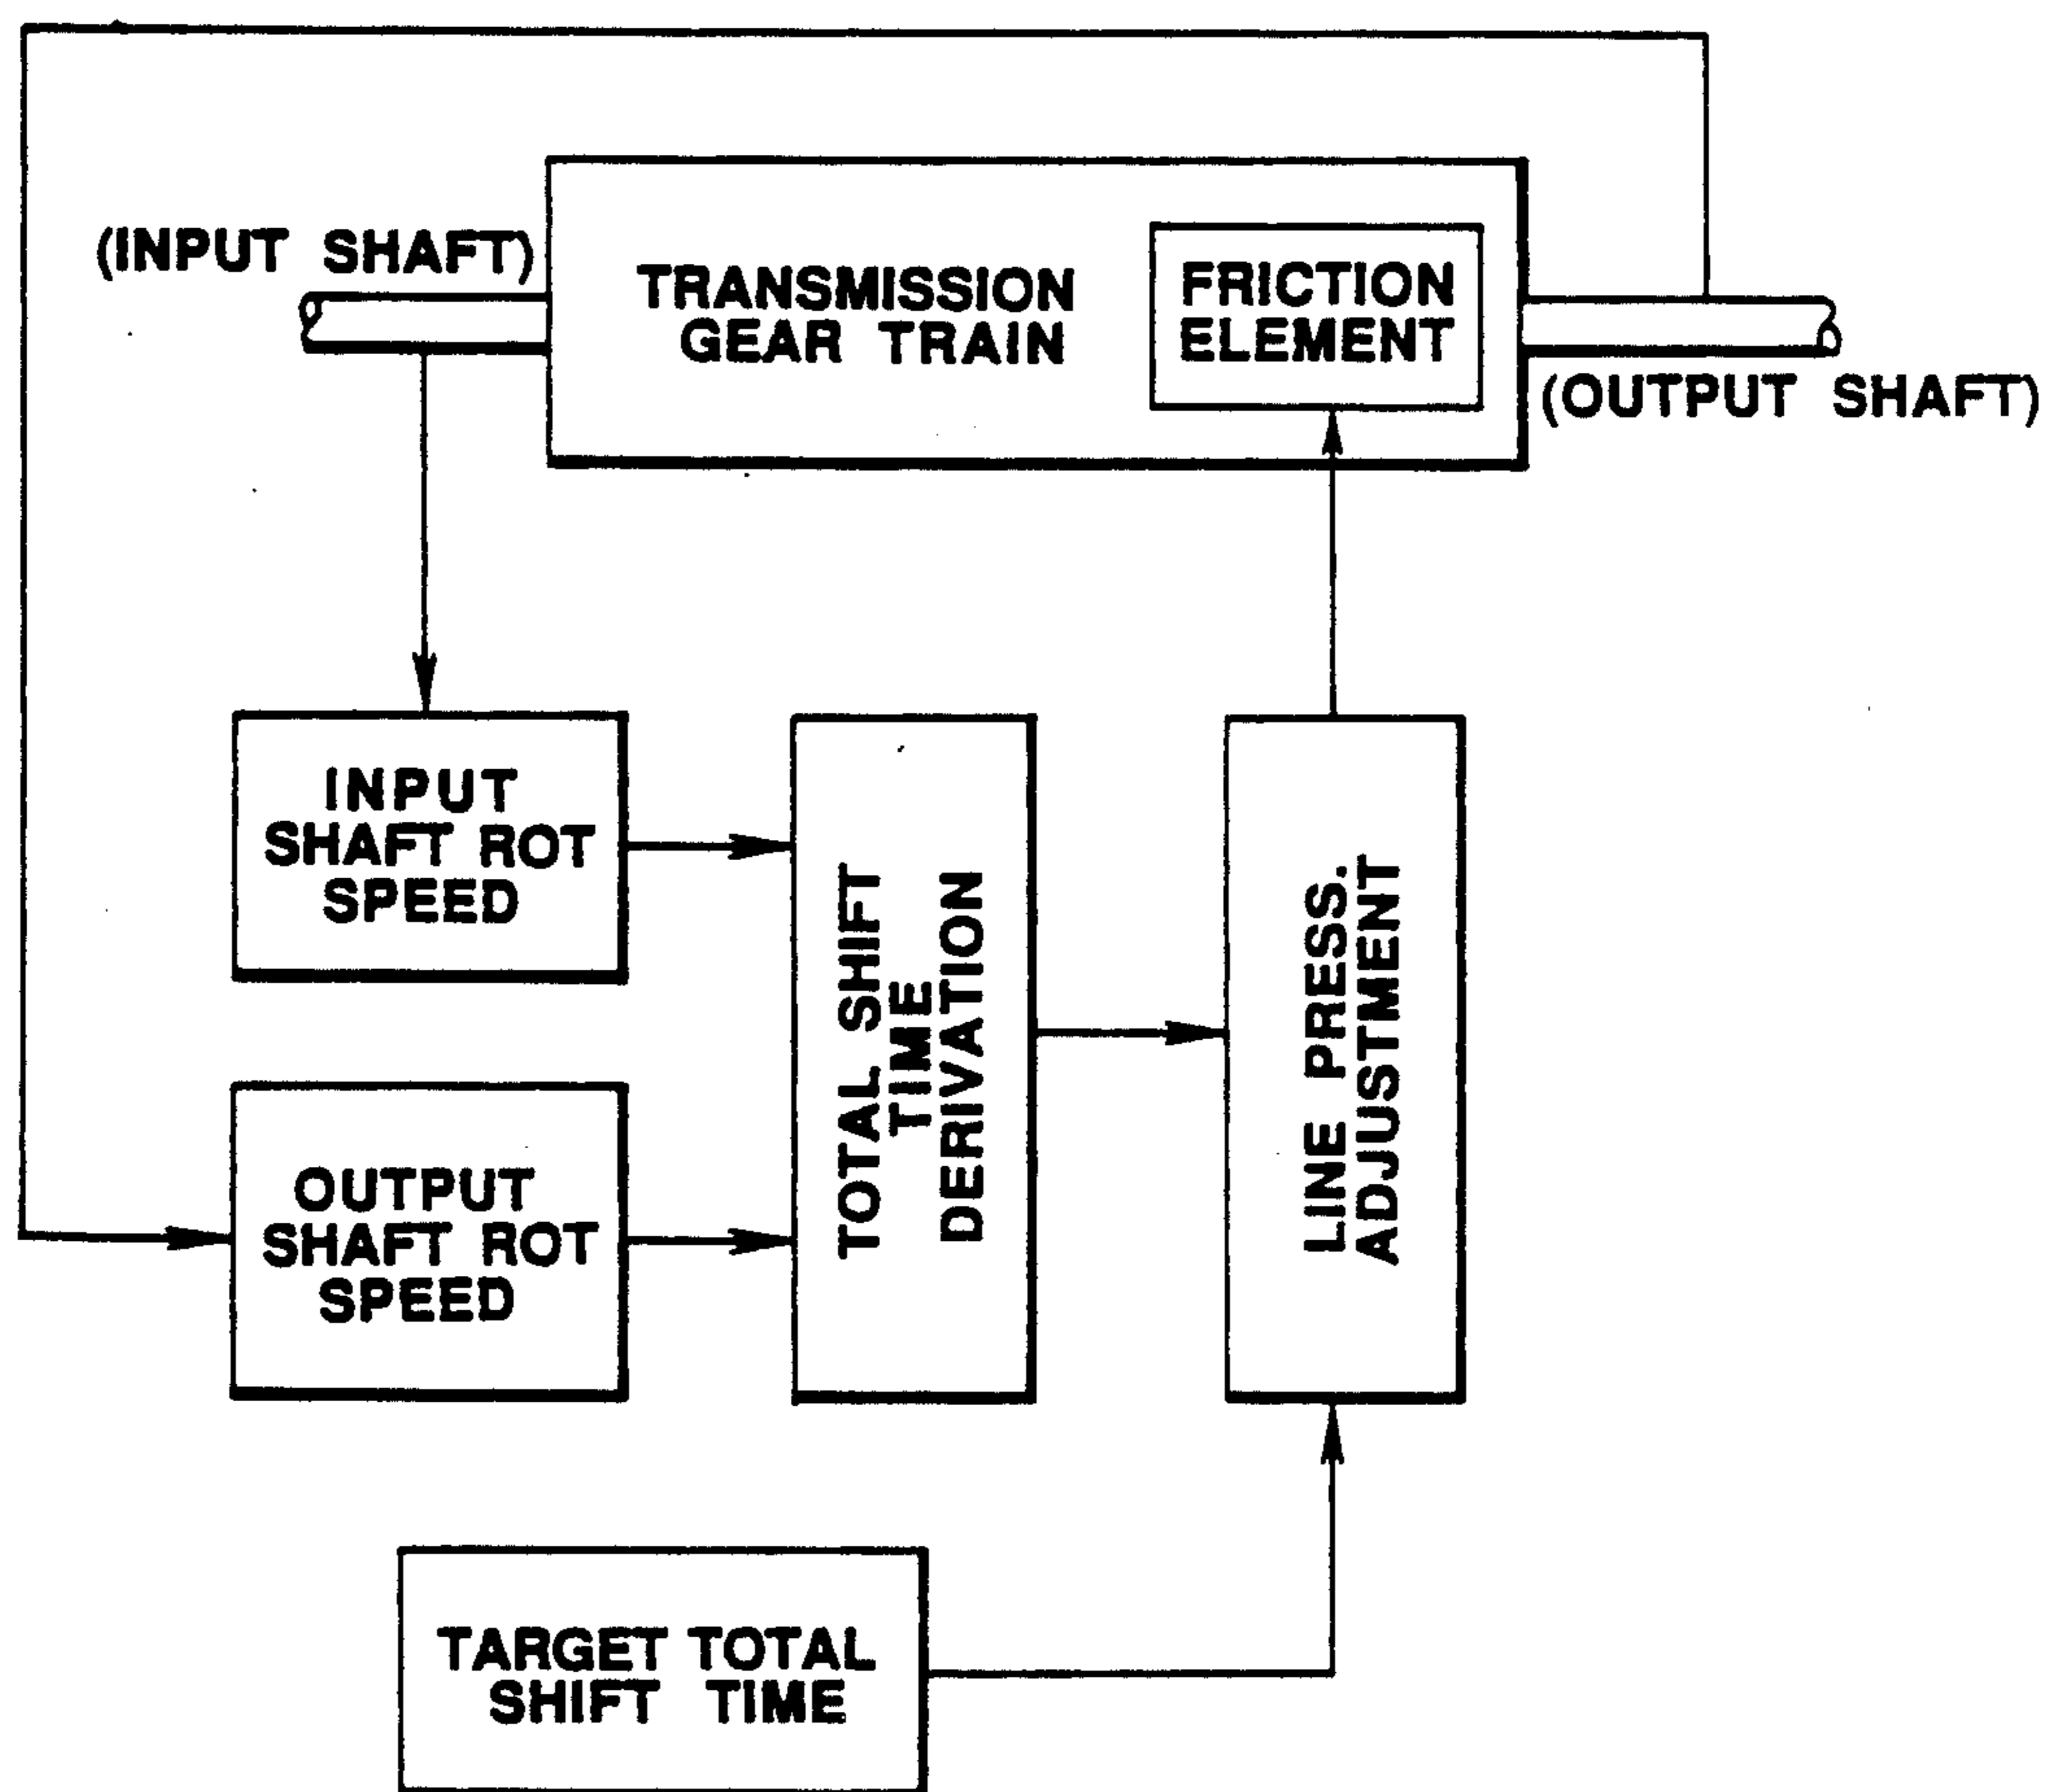 (INPUT SHAFT)
TRANSMISSION
GEAR TRAIN
FRICTION
ELEMENT
(OUTPUT SHAFT)
INPUT
SHAFT ROT
SPEED
OUTPUT
SHAFT ROT
SPEED
TOTAL SHIFT
TIME
DERIVATION
LINE PRESS.
ADJUSTMENT
TARGET TOTAL
SHIFT TIME